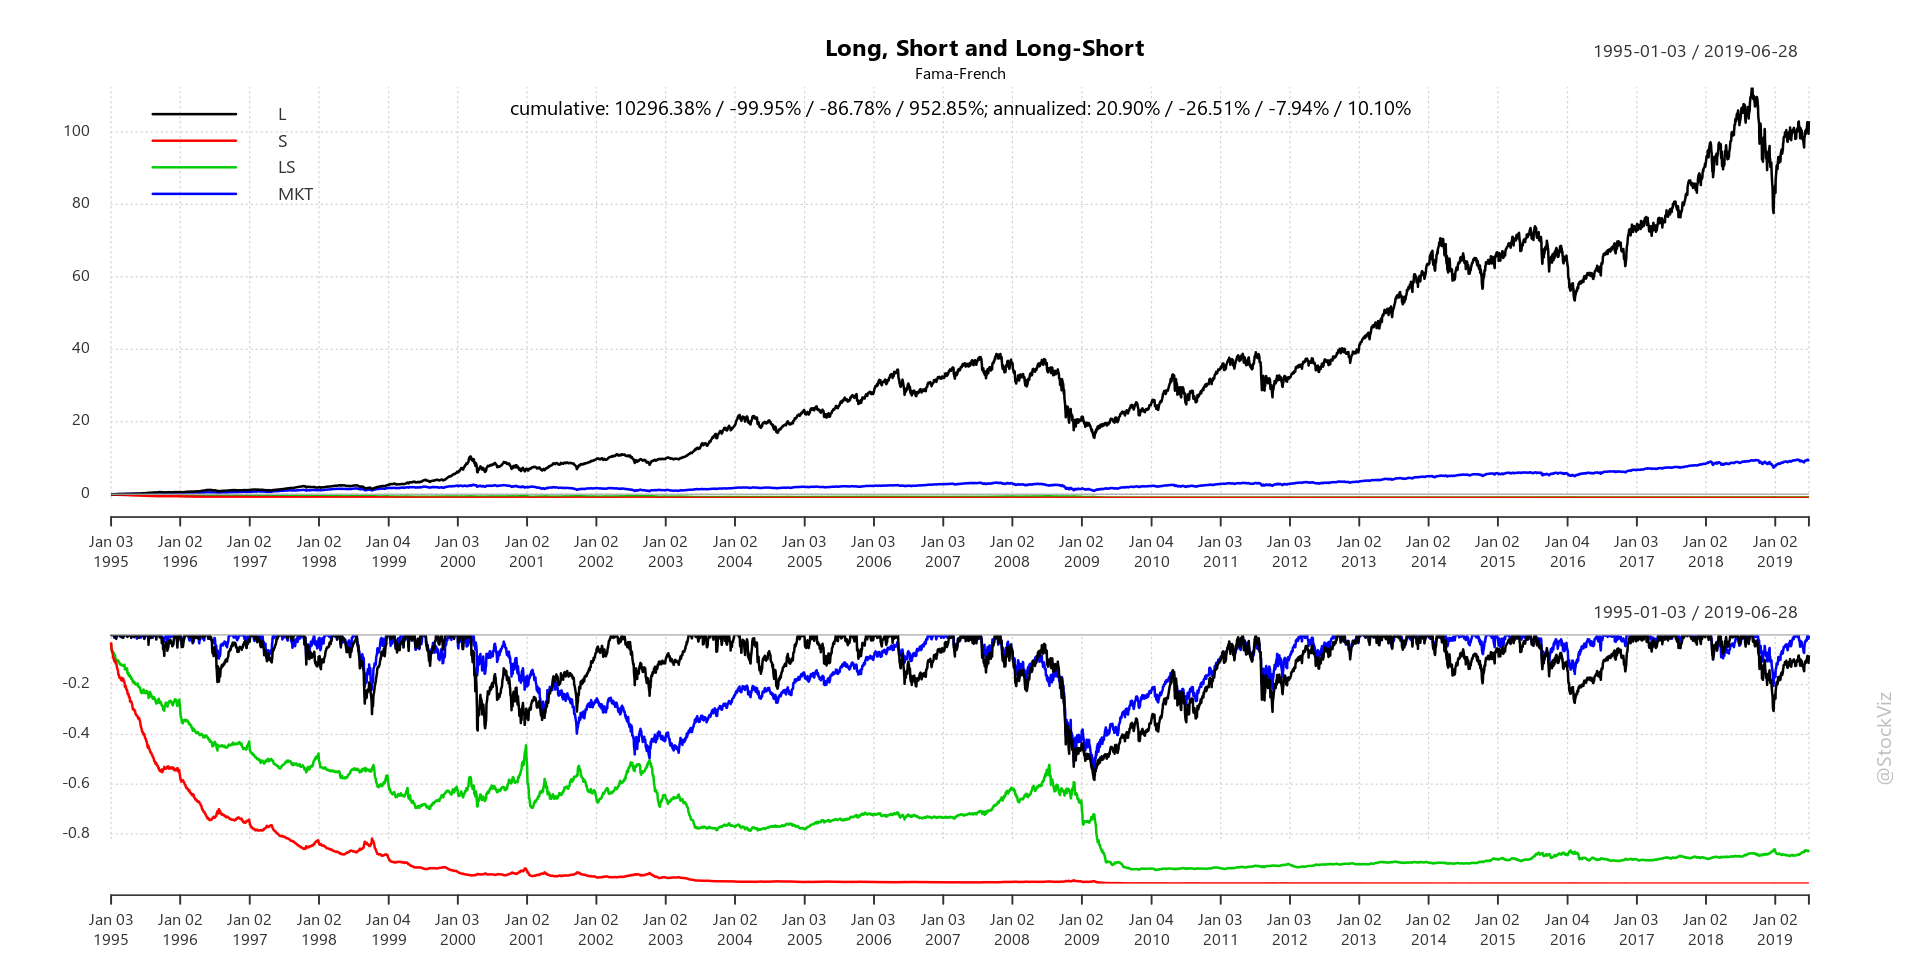 Long, Short and Long-Short
1995-01-03 / 2019-06-28
Fama-French
cumulative: 10296.38% / -99.95% / -86.78% / 952.85%; annualized: 20.90% / -26.51% / -7.94% / 10.10%
L
S
LS
MKT
100
80
60
40
20
0
Jan 03 Jan 02 Jan 02 Jan 02 Jan 04 Jan 03 Jan 02 Jan 02 Jan 02 Jan 02 Jan 03 Jan 03 Jan 03 Jan 02 Jan 02 Jan 04 Jan 03 Jan 03 Jan 02 Jan 02 Jan 02 Jan 04 Jan 03 Jan 02 Jan 02
1995 1996 1997 1998 1999 2000 2001 2002 2003 2004 2005 2006 2007 2008 2009 2010 2011 2012 2013 2014 2015 2016 2017 2018 2019
1995-01-03 / 2019-06-28
-0.2
-0.4
-0.6
-0.8
Jan 03 Jan 02 Jan 02 Jan 02 Jan 04 Jan 03 Jan 02 Jan 02 Jan 02 Jan 02 Jan 03 Jan 03 Jan 03 Jan 02 Jan 02 Jan 04 Jan 03 Jan 03 Jan 02 Jan 02 Jan 02 Jan 04 Jan 03 Jan 02 Jan 02
1995 1996 1997 1998 1999 2000 2001 2002 2003 2004 2005 2006 2007 2008 2009 2010 2011 2012 2013 2014 2015 2016 2017 2018 2019
@StockViz